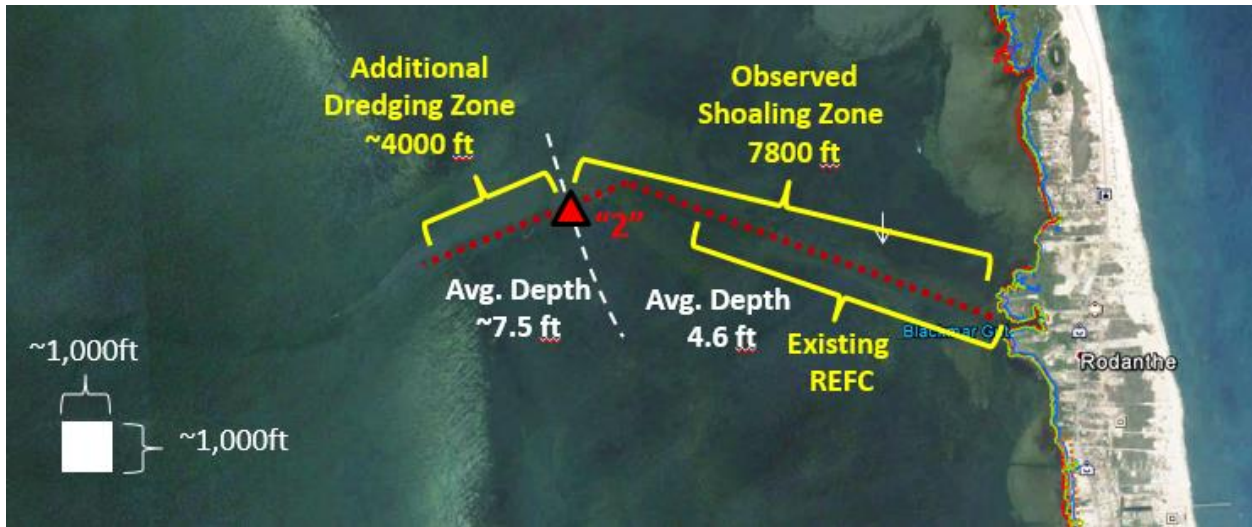 Additional
Dredging Zone
~4000 ft
Observed
Shoaling Zone
7800 ft
"2"
Avg. Depth
~7.5 ft
Avg. Depth
4.6 ft
Existing
REFC
Rodanthe
~1,000ft
~1,000ft